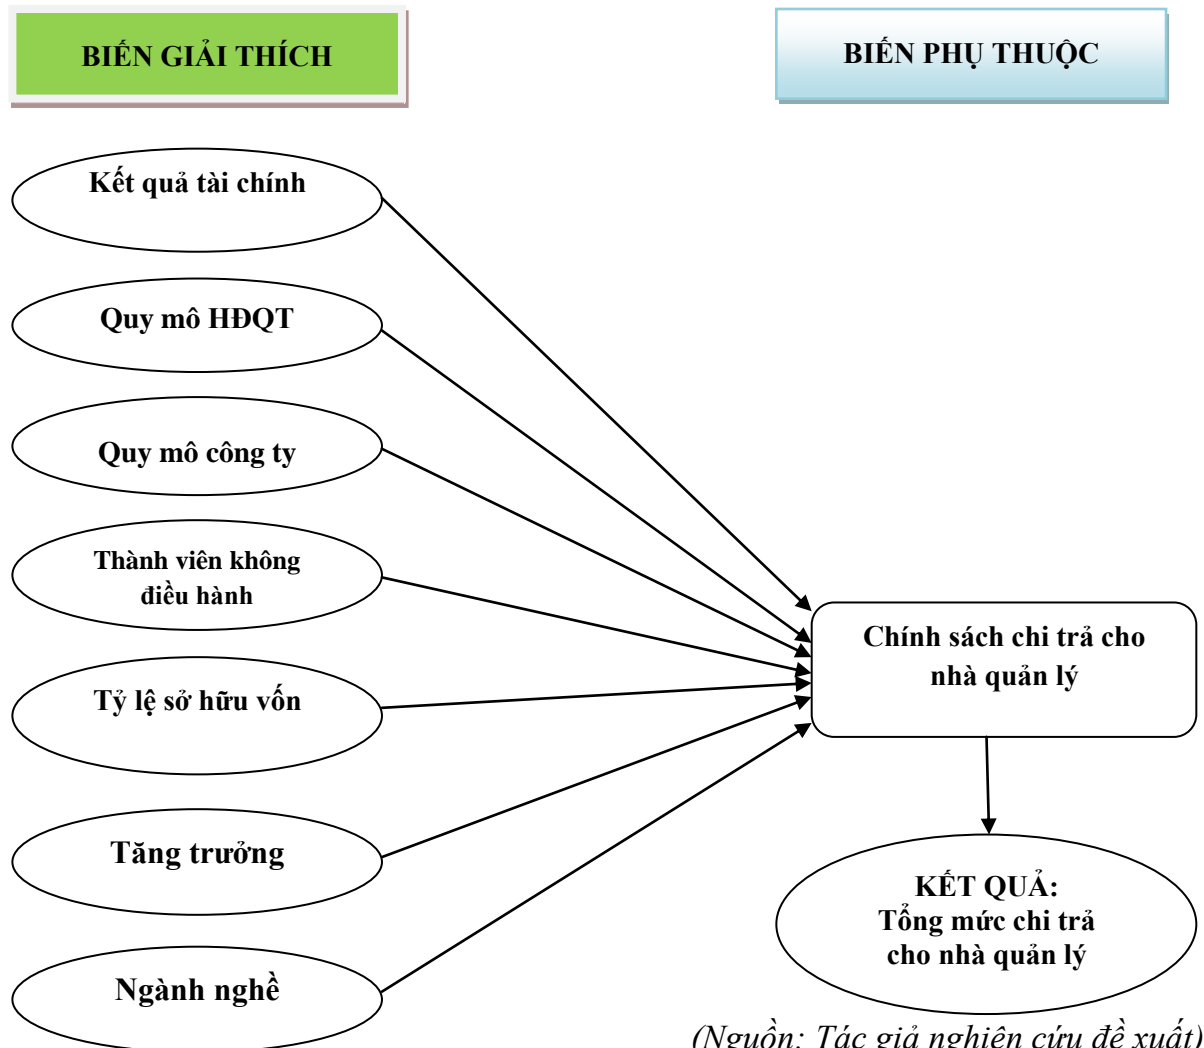 BIẾN GIẢI THÍCH
BIẾN PHỤ THUỘC
Kết quả tài chính
Quy mô HĐQT
Quy mô công ty
Thành viên không
điều hành
Tỷ lệ sở hữu vốn
Tăng trưởng
Ngành nghề
Chính sách chi trả cho
nhà quản lý
KẾT QUẢ:
Tổng mức chi trả
cho nhà quản lý
(Nguồn: Tác giả nghiên cứu đề xuất)